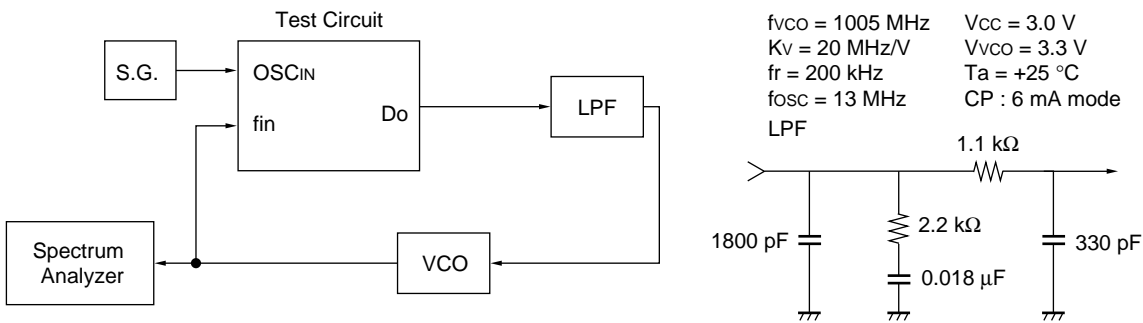 Test Circuit
S.G.
OSCIN
fin
Do
LPF
Spectrum
Analyzer
VCO
fVCO = 1005 MHz VCC = 3.0 V
KV = 20 MHz/V VVCO = 3.3 V
fr = 200 kHz Ta = +25 °C
fOSC = 13 MHz CP : 6 mA mode
LPF
1.1 kΩ
2.2 kΩ
1800 pF
330 pF
0.018 µF